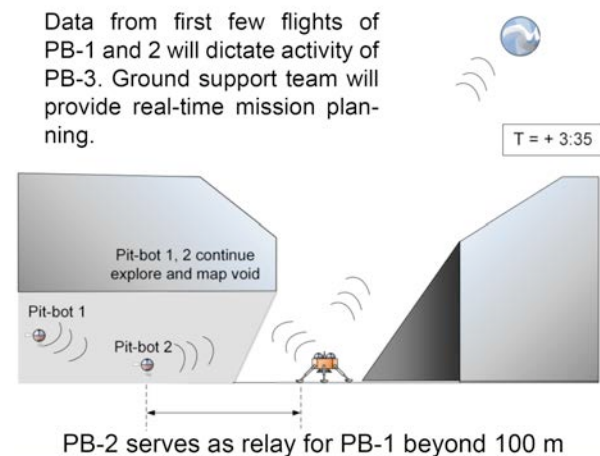 Data from first few flights of
PB-1 and 2 will dictate activity of
PB-3. Ground support team will
provide real-time mission plan-
ning.
T = + 3:35
Pit-bot 1, 2 continue
explore and map void
Pit-bot 1
Pit-bot 2
PB-2 serves as relay for PB-1 beyond 100 m